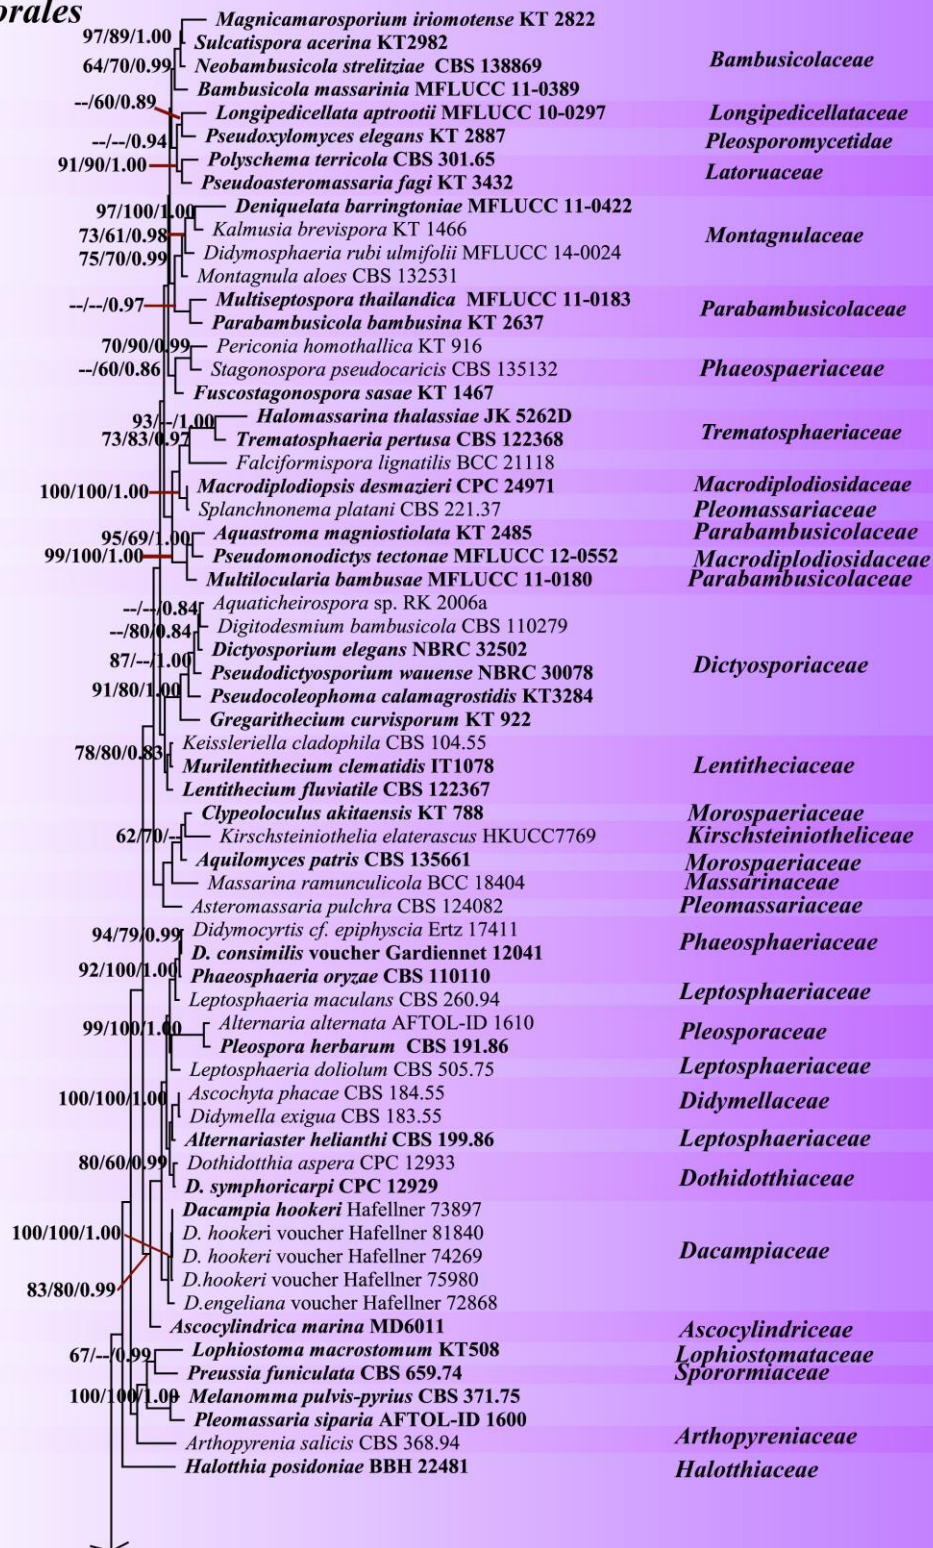 orales
Magnicamarosporium iriomotense KT 2822
97/89/1.00
Sulcatispora acerina KT2982
Bambusicolaceae
64/70/0.99
Neobambusicola strelitziae CBS 138869
Bambusicola massarinia MFLUCC 11-0389
--/60/0.89
Longipedicellata aptrootii MFLUCC 10-0297
Longipedicellataceae
--/--/0.94
Pseudoxylomyces elegans KT 2887
Pleosporomycetidae
91/90/1.00
Polyschema terricola CBS 301.65
Latoruaceae
Pseudoasteromassaria fagi KT 3432
97/100/1.00
Deniquelata barringtoniae MFLUCC 11-0422
73/61/0.98
Kalmusia brevispora KT 1466
Montagnulaceae
75/70/0.99
Didymosphaeria rubi ulmifolii MFLUCC 14-0024
Montagnula aloes CBS 132531
--/--/0.97
Multiseptospora thailandica MFLUCC 11-0183
Parabambusicolaceae
Parabambusicola bambusina KT 2637
70/90/0.99
Periconia homothallica KT 916
--/60/0.86
Stagonospora pseudocaricis CBS 135132
Phaeospaeriaceae
Fuscostagonospora sasae KT 1467
93/--/1.00
Halomassarina thalassiae JK 5262D
73/83/0.97
Trematosphaeria pertusa CBS 122368
Trematosphaeriaceae
Falciformispora lignatilis BCC 21118
100/100/1.00
Macrodiplodiopsis desmazieri CPC 24971
Macrodiplodiosidaceae
Splanchnonema platani CBS 221.37
Pleomassariaceae
95/69/1.00
Aquastroma magniostiolata KT 2485
Parabambusicolaceae
99/100/1.00
Pseudomonodictys tectonae MFLUCC 12-0552
Macrodiplodiosidaceae
Multilocularia bambusae MFLUCC 11-0180
Parabambusicolaceae
--/--/0.84
Aquaticheirospora sp. RK 2006a
--/80/0.84
Digitodesmium bambusicola CBS 110279
Dictyosporium elegans NBRC 32502
Dictyosporiaceae
87/--/1.00
Pseudodictyosporium wauense NBRC 30078
91/80/1.00
Pseudocoleophoma calamagrostidis KT3284
Gregarithecium curvisporum KT 922
78/80/0.83
Keissleriella cladophila CBS 104.55
Murilentithecium clematidis IT1078
Lentitheciaceae
Lentithecium fluviatile CBS 122367
Clypeoloculus akitaensis KT 788
Morospaeriaceae
62/70/--
Kirschsteiniothelia elaterascus HKUCC7769
Kirschsteiniotheliceae
Aquilomyces patris CBS 135661
Morospaeriaceae
Massarina ramunculicola BCC 18404
Massarinaceae
Asteromassaria pulchra CBS 124082
Pleomassariaceae
94/79/0.99
Didymocyrtis cf. epiphyscia Ertz 17411
Phaeosphaeriaceae
D. consimilis voucher Gardiennet 12041
92/100/1.00
Phaeosphaeria oryzae CBS 110110
Leptosphaeria maculans CBS 260.94
Leptosphaeriaceae
99/100/1.00
Alternaria alternata AFTOL-ID 1610
Pleosporaceae
Pleospora herbarum CBS 191.86
Leptosphaeria doliolum CBS 505.75
Leptosphaeriaceae
100/100/1.00
Ascochyta phacae CBS 184.55
Didymellaceae
Didymella exigua CBS 183.55
Alternariaster helianthi CBS 199.86
Leptosphaeriaceae
80/60/0.99
Dothidotthia aspera CPC 12933
Dothidotthiaceae
D. symphoricarpi CPC 12929
Dacampia hookeri Hafellner 73897
100/100/1.00
D. hookeri voucher Hafellner 81840
D. hookeri voucher Hafellner 74269
Dacampiaceae
83/80/0.99
D.hookeri voucher Hafellner 75980
D.engeliana voucher Hafellner 72868
Ascocylindrica marina MD6011
Ascocylindriceae
67/--/0.99
Lophiostoma macrostomum KT508
Lophiostomataceae
Preussia funiculata CBS 659.74
Sporormiaceae
100/100/1.00
Melanomma pulvis-pyrius CBS 371.75
Pleomassaria siparia AFTOL-ID 1600
Arthopyrenia salicis CBS 368.94
Arthopyreniaceae
Halotthia posidoniae BBH 22481
Halotthiaceae